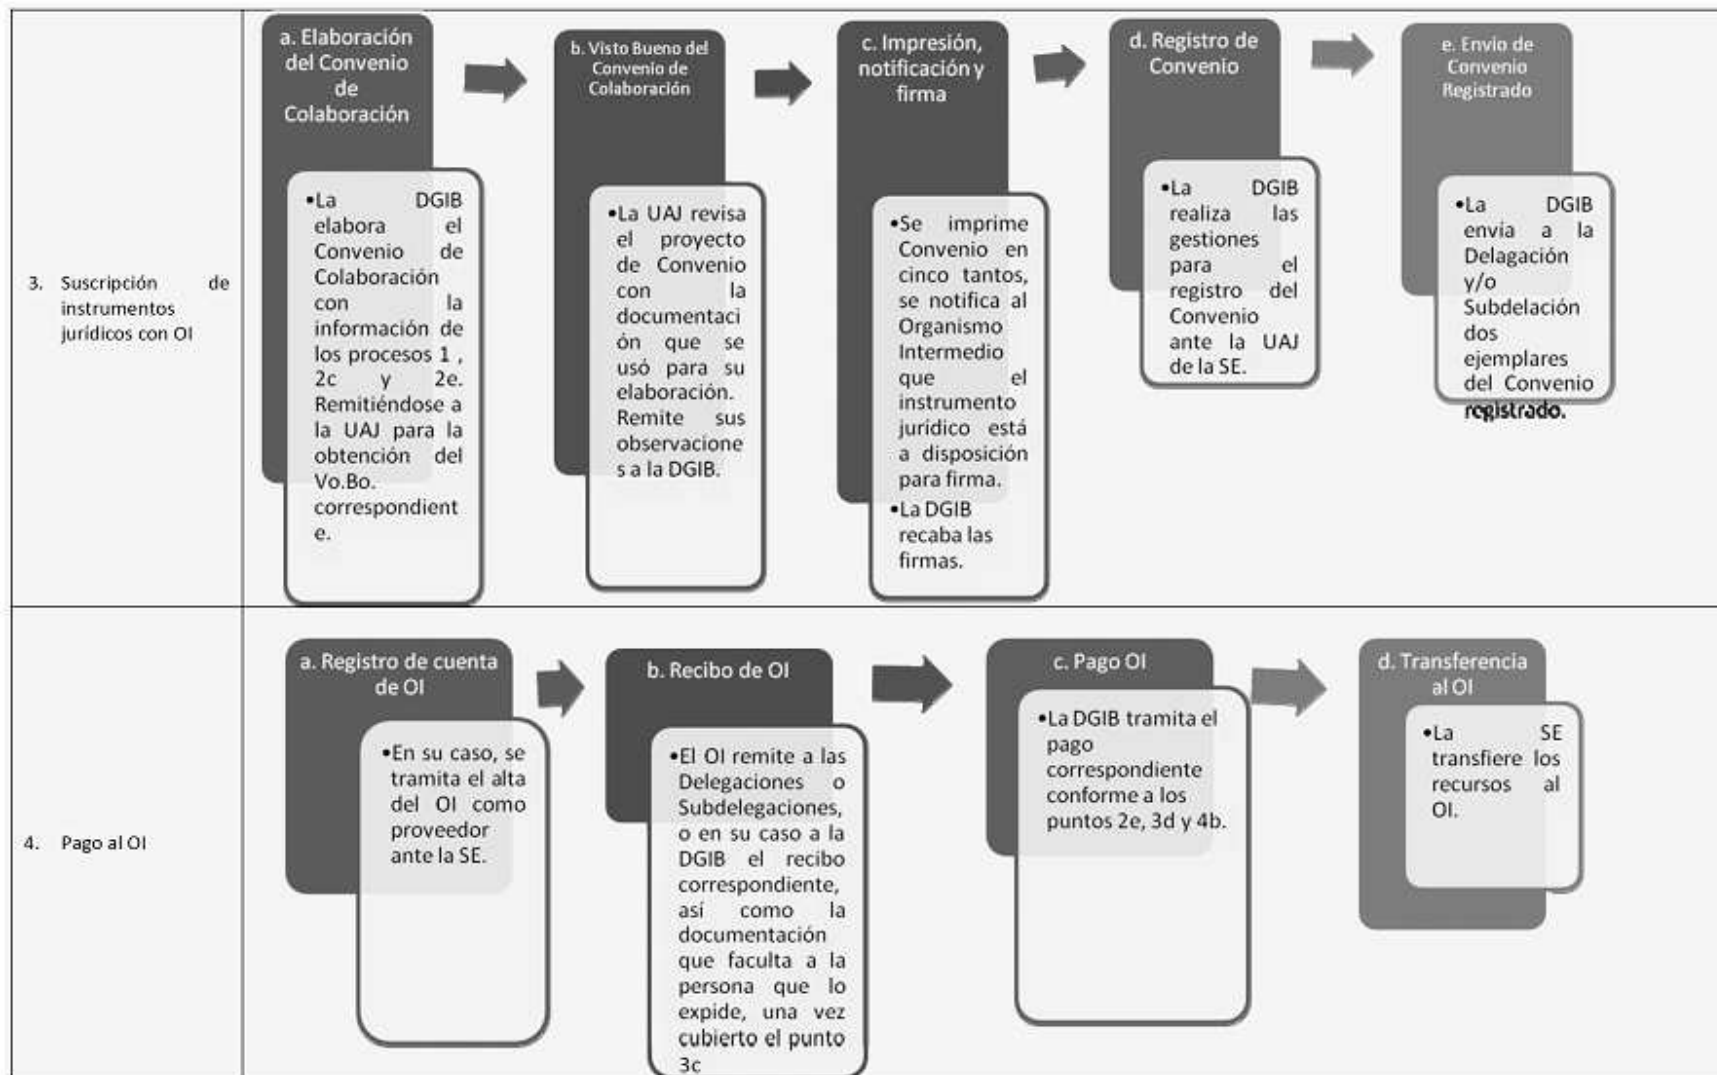 3. Suscripción de
instrumentos
jurídicos con OI
a. Elaboración
del Convenio
de
Colaboración
•La DGIB
elabora el
Convenio de
Colaboración
con la
información de
los procesos 1 ,
2c y 2e.
Remitiéndose a
la UAJ para la
obtención del
Vo.Bo.
correspondient
e.
b. Visto Bueno del
Convenio de
Colaboración
•La UAJ revisa
el proyecto
de Convenio
con la
documentaci
ón que se
usó para su
elaboración.
Remite sus
observacione
s a la DGIB.
c. Impresión,
notificación y
firma
•Se imprime
Convenio en
cinco tantos,
se notifica al
Organismo
Intermedio
que el
instrumento
jurídico está
a disposición
para firma.
•La DGIB
recaba las
firmas.
d. Registro de
Convenio
•La DGIB
realiza las
gestiones
para el
registro del
Convenio
ante la UAJ
de la SE.
e. Envío de
Convenio
Registrado
•La DGIB
envía a la
Delagación
y/o
Subdelación
dos
ejemplares
del Convenio
registrado.
4. Pago al OI
a. Registro de cuenta
de OI
•En su caso, se
tramita el alta
del OI como
proveedor
ante la SE.
b. Recibo de OI
•El OI remite a las
Delegaciones o
Subdelegaciones,
o en su caso a la
DGIB el recibo
correspondiente,
así como la
documentación
que faculta a la
persona que lo
expide, una vez
cubierto el punto
3c
c. Pago OI
•La DGIB tramita el
pago
correspondiente
conforme a los
puntos 2e, 3d y 4b.
d. Transferencia
al OI
•La SE
transfiere los
recursos al
OI.